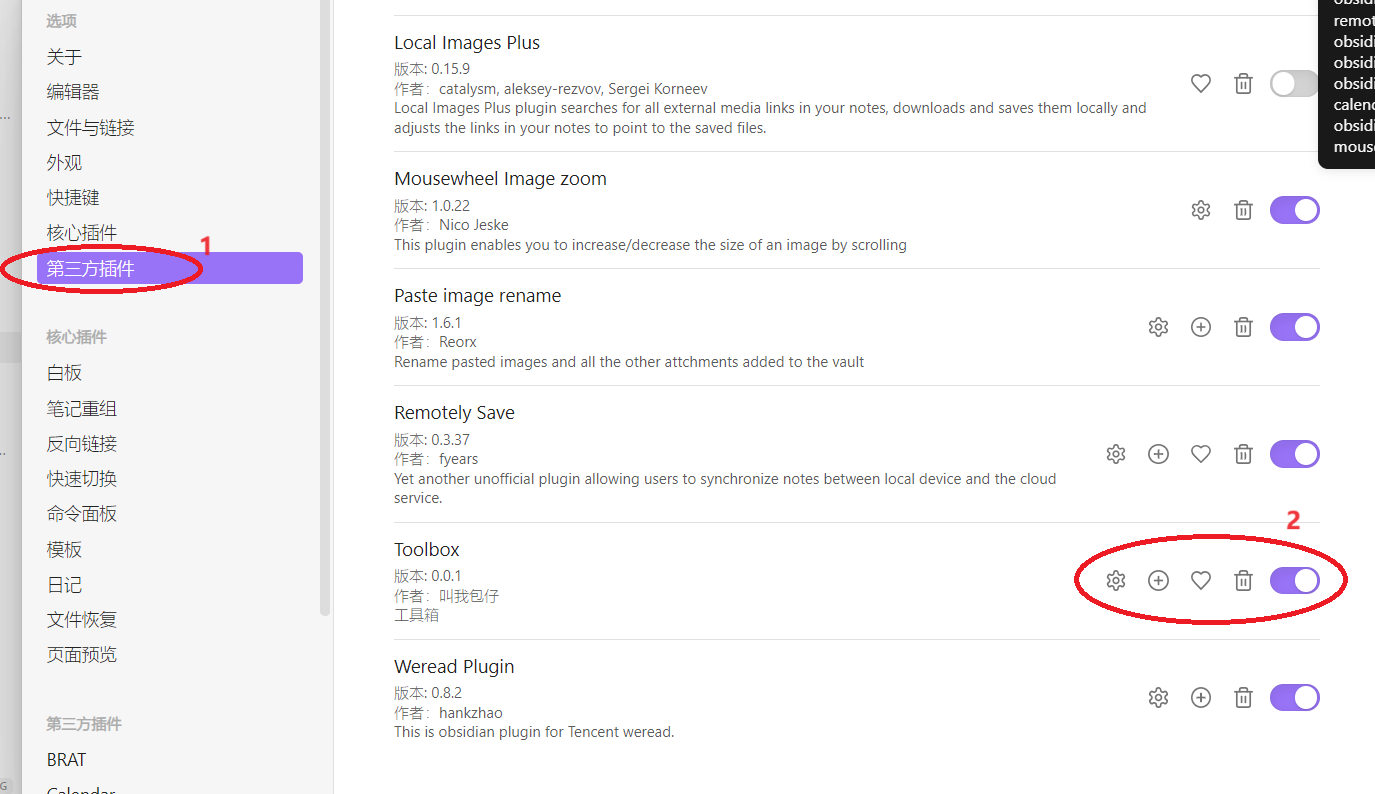 选项
关于
编辑器
文件与链接
外观
快捷键
核心插件
1
第三方插件
核心插件
白板
笔记重组
反向链接
快速切换
命令面板
模板
日记
文件恢复
页面预览
第三方插件
BRAT
Calendar
Local Images Plus
版本: 0.15.9
作者： catalysm, aleksey-rezvov, Sergei Korneev
Local Images Plus plugin searches for all external media links in your notes, downloads and saves them locally and
adjusts the links in your notes to point to the saved files.
Mousewheel Image zoom
版本: 1.0.22
作者： Nico Jeske
This plugin enables you to increase/decrease the size of an image by scrolling
Paste image rename
版本: 1.6.1
作者： Reorx
Rename pasted images and all the other attchments added to the vault
Remotely Save
版本: 0.3.37
作者： fyears
Yet another unofficial plugin allowing users to synchronize notes between local device and the cloud
service.
2
Toolbox
版本: 0.0.1
作者： 叫我包仔
工具箱
Weread Plugin
版本: 0.8.2
作者： hankzhao
This is obsidian plugin for Tencent weread.
obsidi
remot
obsidi
obsidi
obsidi
calend
obsidi
mouse